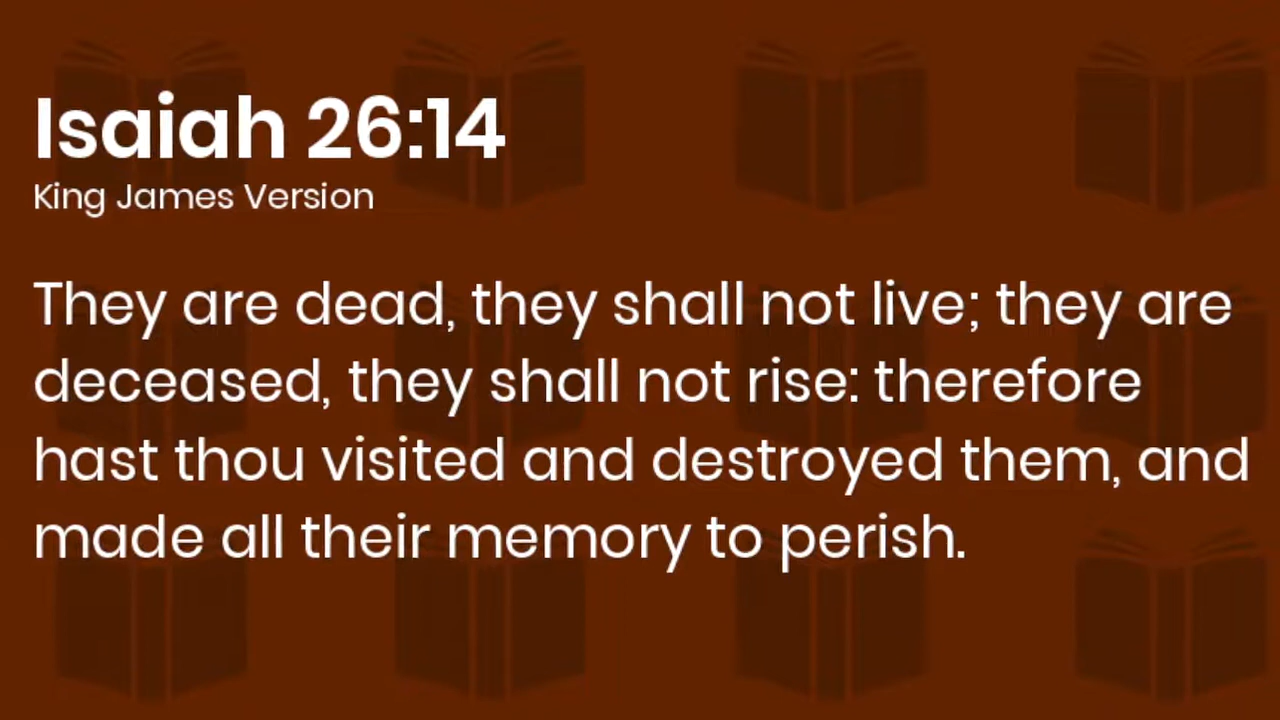 Isaiah 26:14
King James Version
They are dead, they shall not live; they are
deceased, they shall not rise: therefore
hast thou visited and destroyed them, and
made all their memory to perish.